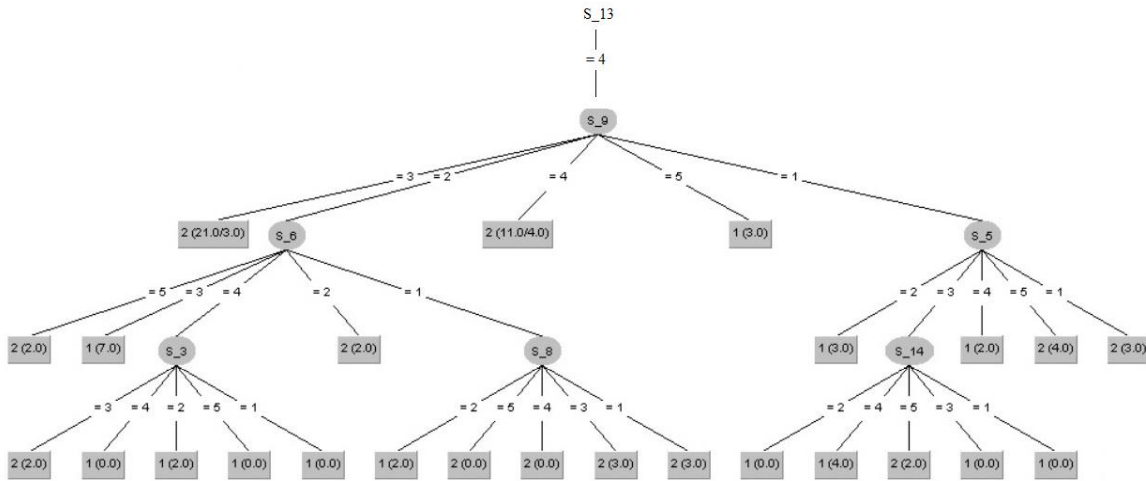 S_13
= 4
S_9
= 3 = 2 = 4 = 5 = 1
2 (21.0/3.0) S_6 2 (11.0/4.0) 1 (3.0) S_5
= 5 = 3 = 4 = 2 = 1 = 2 = 3 = 4 = 5 = 1
2 (2.0) 1 (7.0) S_3 2 (2.0) S_8 1 (3.0) S_14 1 (2.0) 2 (4.0) 2 (3.0)
= 3 = 4 = 2 = 5 = 1 = 2 = 5 = 4 = 3 = 1 = 2 = 4 = 5 = 3 = 1
2 (2.0) 1 (0.0) 1 (2.0) 1 (0.0) 1 (0.0) 1 (2.0) 2 (0.0) 2 (0.0) 2 (3.0) 2 (3.0) 1 (0.0) 1 (4.0) 2 (2.0) 1 (0.0) 1 (0.0)